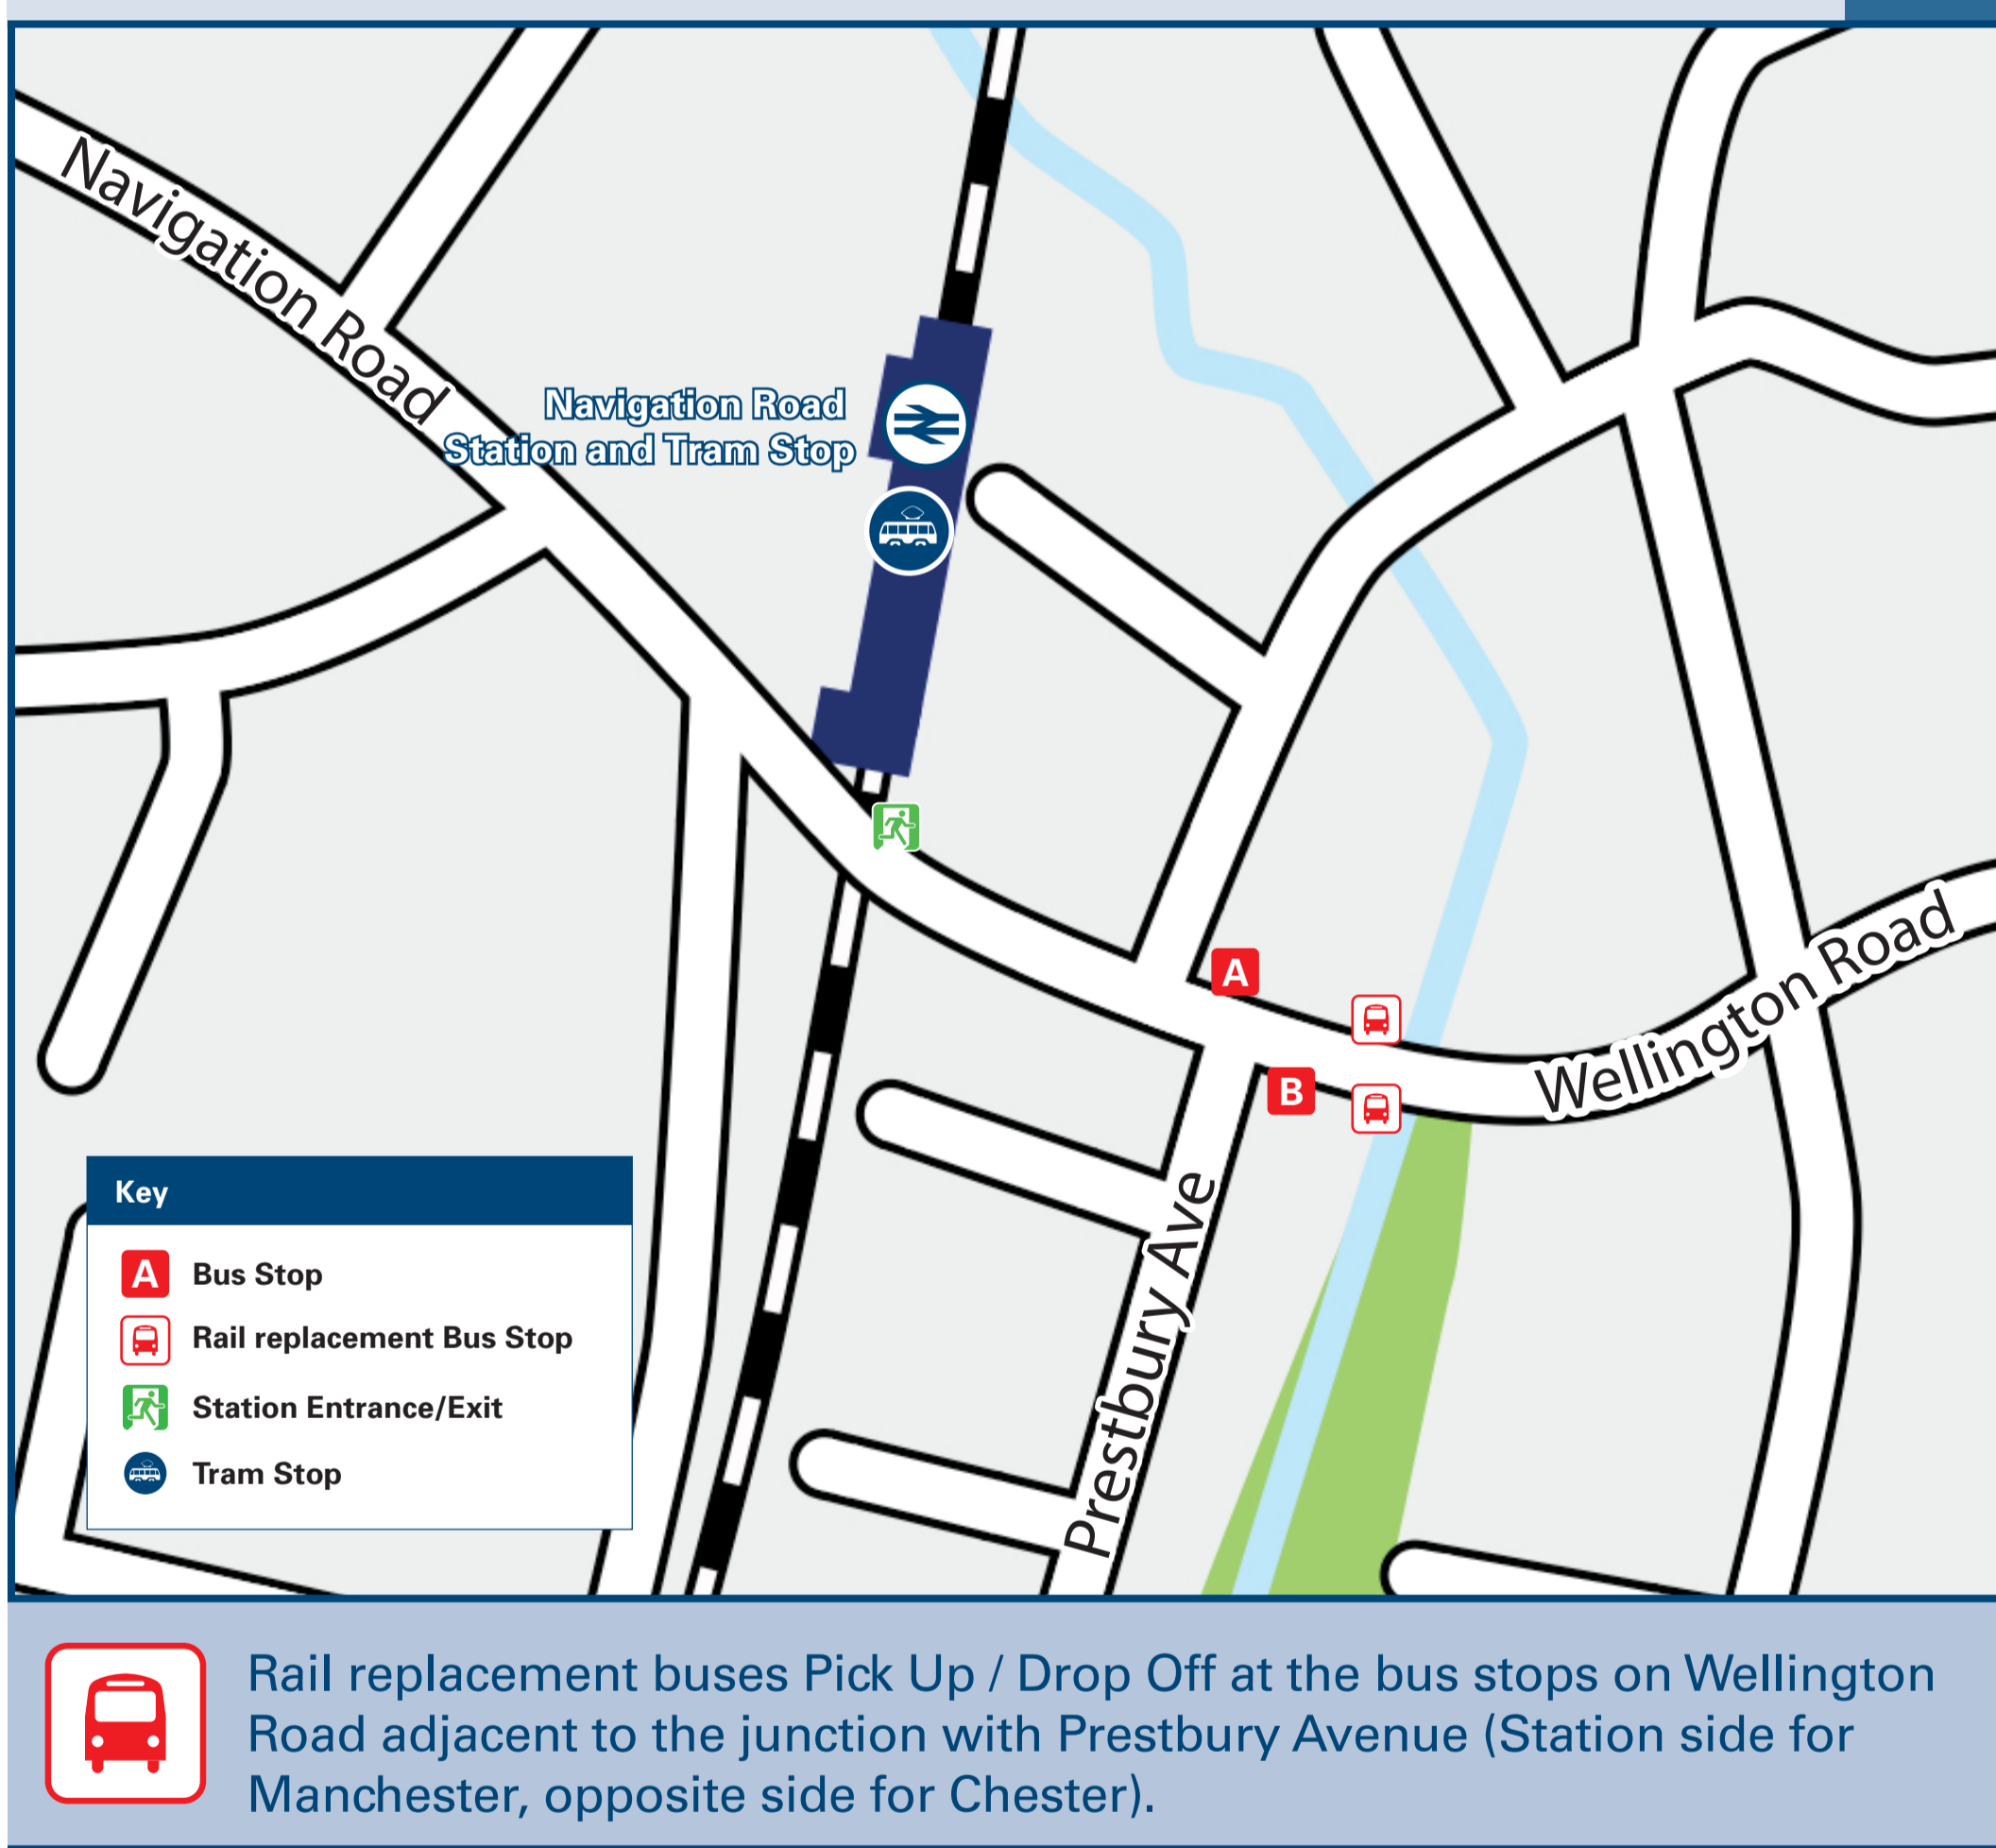 Navigation Road
Navigation Road
Station and Tram Stop
A
B
Wellington Road
Prestbury Ave
Key
A Bus Stop
Rail replacement Bus Stop
Station Entrance/Exit
Tram Stop
Rail replacement buses Pick Up / Drop Off at the bus stops on Wellington
Road adjacent to the junction with Prestbury Avenue (Station side for
Manchester, opposite side for Chester).